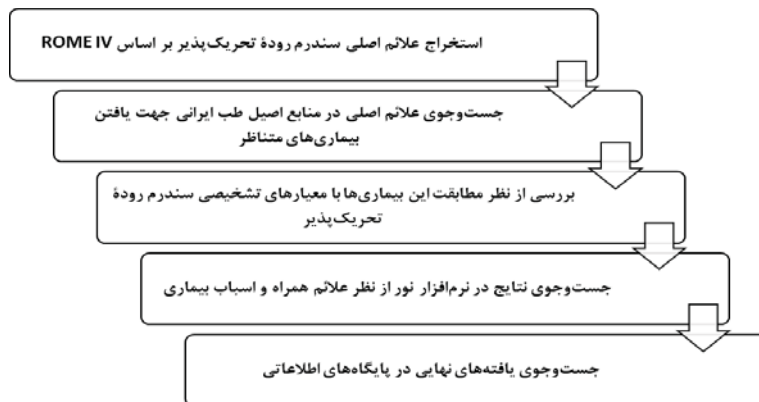 استخراج علائم اصلی سندرم رودۀ تحریک‌پذیر بر اساس ROME IV
جست‌وجوی علائم اصلی در منابع اصیل طب ایرانی جهت یافتن
بیماری‌های متناظر
بررسی از نظر مطابقت این بیماری‌ها با معیارهای تشخیصی سندرم رودۀ
تحریک‌پذیر
جست‌وجوی نتایج در نرم‌افزار نور از نظر علائم همراه و اسباب بیماری
جست‌وجوی یافته‌های نهایی در پایگاه‌های اطلاعاتی